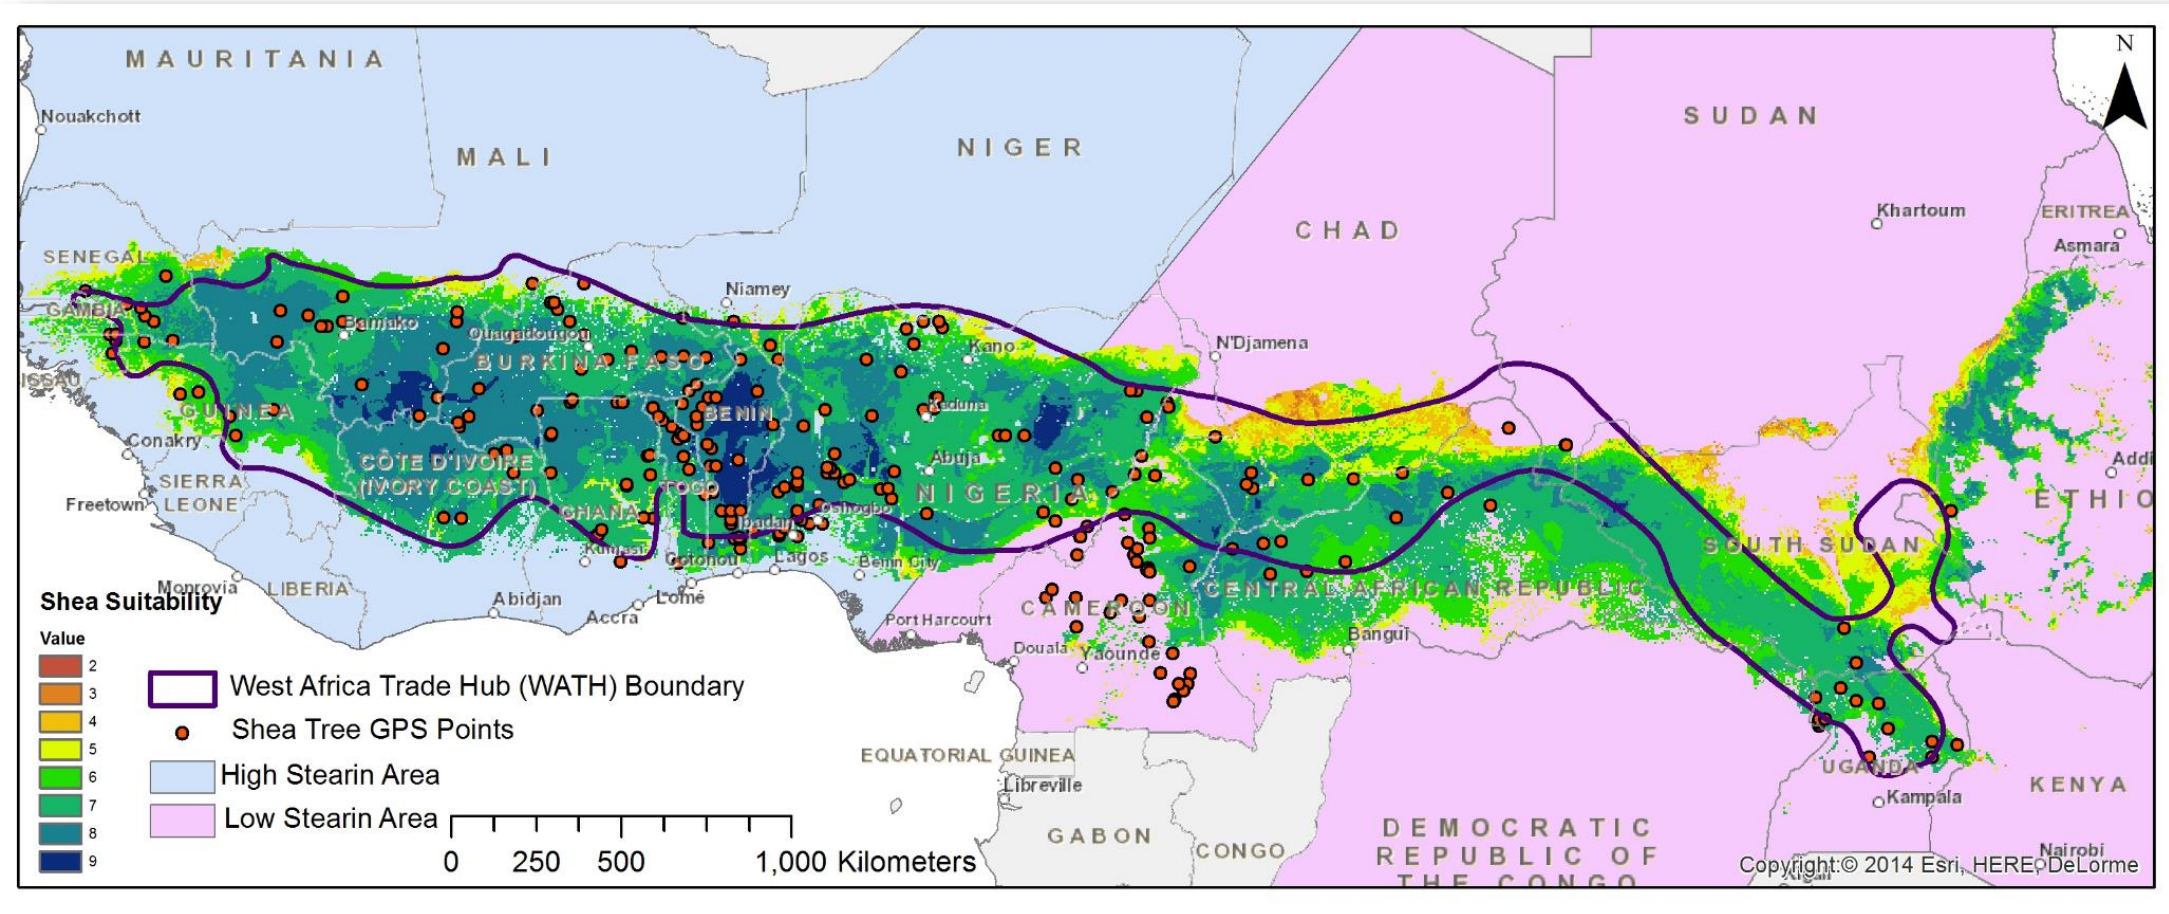 N
MAURITANIA
Nouakchott
MALI
NIGER
SUDAN
CHAD
Khartoum
ERITREA
Asmara
SENEGAL
GAMBIA
Niamey
Bamako
Ouagadougou
BURKINA FASO
Kano
N'Djamena
ISSAU
GUINEA
BENIN
Kaduna
Conakry
CÔTE D'IVOIRE
(IVORY COAST)
Abuja
Addi
SIERRA
LEONE
Freetown
TOGO
NIGERIA
ETHIO
GHANA
Ibadan
Oshogbo
Kumasi
Cotonou
Lagos
Benin City
SOUTH SUDAN
Monrovia
LIBERIA
Abidjan
Accra
Lomé
CENTRAL AFRICAN REPUBLIC
CAMEROON
Port Harcourt
Douala
Yaounde
Bangui
EQUATORIAL GUINEA
Libreville
GABON
CONGO
UGANDA
Kampala
KENYA
Nairobi
DEMOCRATIC
REPUBLIC OF
THE CONGO
Shea Suitability
Value
2
3
4
5
6
7
8
9
West Africa Trade Hub (WATH) Boundary
Shea Tree GPS Points
High Stearin Area
Low Stearin Area
0 250 500 1,000 Kilometers
Copyright:© 2014 Esri, HERE, DeLorme